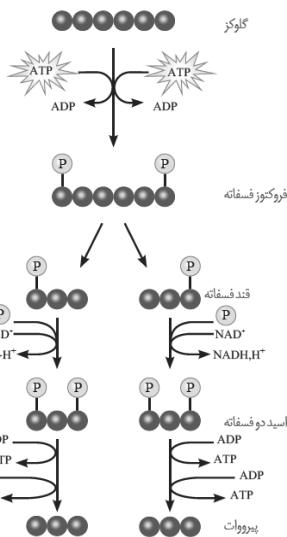 گلوکز
ATP ATP
ADP ADP
P P
فروکتوز فسفاته
P P
قند فسفاته
P P
NAD⁺
NADH,H⁺
P P P P
اسید دو فسفاته
ADP
ATP
ADP
ATP
پیرووات